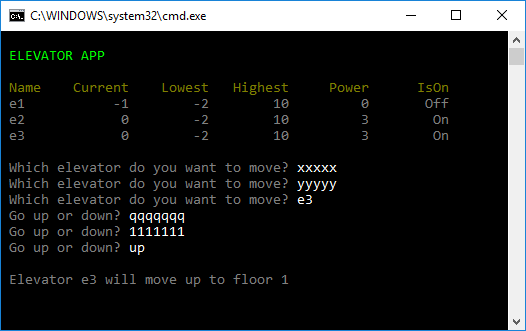 C:\WINDOWS\system32\cmd.exe
ELEVATOR APP
Name Current Lowest Highest Power IsOn
e1 -1 -2 10 0 Off
e2 0 -2 10 3 On
e3 0 -2 10 3 On
Which elevator do you want to move? xxxxx
Which elevator do you want to move? yyyyy
Which elevator do you want to move? e3
Go up or down? qqqqqqq
Go up or down? 1111111
Go up or down? up
Elevator e3 will move up to floor 1